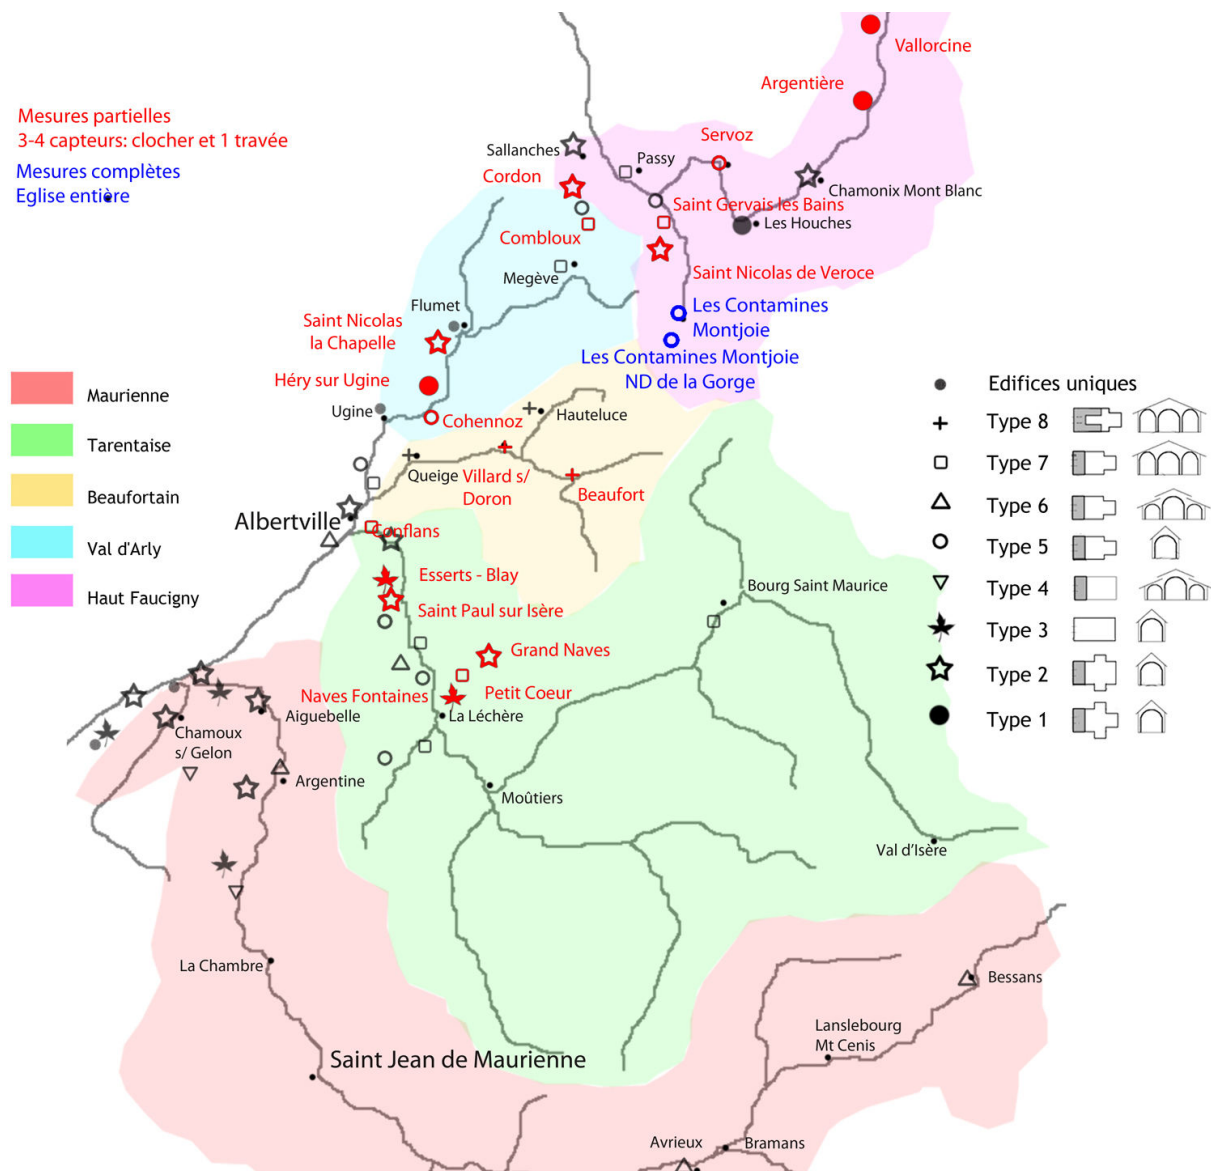 Vallorcine
Argentière
Mesures partielles
3-4 capteurs: clocher et 1 travée
Mesures complètes
Eglise entière
Servoz
Sallanches
Passy
Cordon
Chamonix Mont Blanc
Saint Gervais les Bains
Les Houches
Combloux
Megève
Saint Nicolas de Veroce
Flumet
Les Contamines
Montjoie
Saint Nicolas
la Chapelle
Les Contamines Montjoie
ND de la Gorge
Héry sur Ugine
Ugine
Cohennoz
Hauteluce
Queige
Villard s/
Doron
Beaufort
Albertville
Conflans
Esserts - Blay
Saint Paul sur Isère
Bourg Saint Maurice
Grand Naves
Naves Fontaines
Petit Coeur
La Léchère
Aiguebelle
Chamoux
s/ Gelon
Argentine
Moûtiers
Val d'Isère
La Chambre
Bessans
Lanslebourg
Mt Cenis
Saint Jean de Maurienne
Avrieux
Bramans
Maurienne
Tarentaise
Beaufortain
Val d'Arly
Haut Faucigny
Edifices uniques
Type 8
Type 7
Type 6
Type 5
Type 4
Type 3
Type 2
Type 1